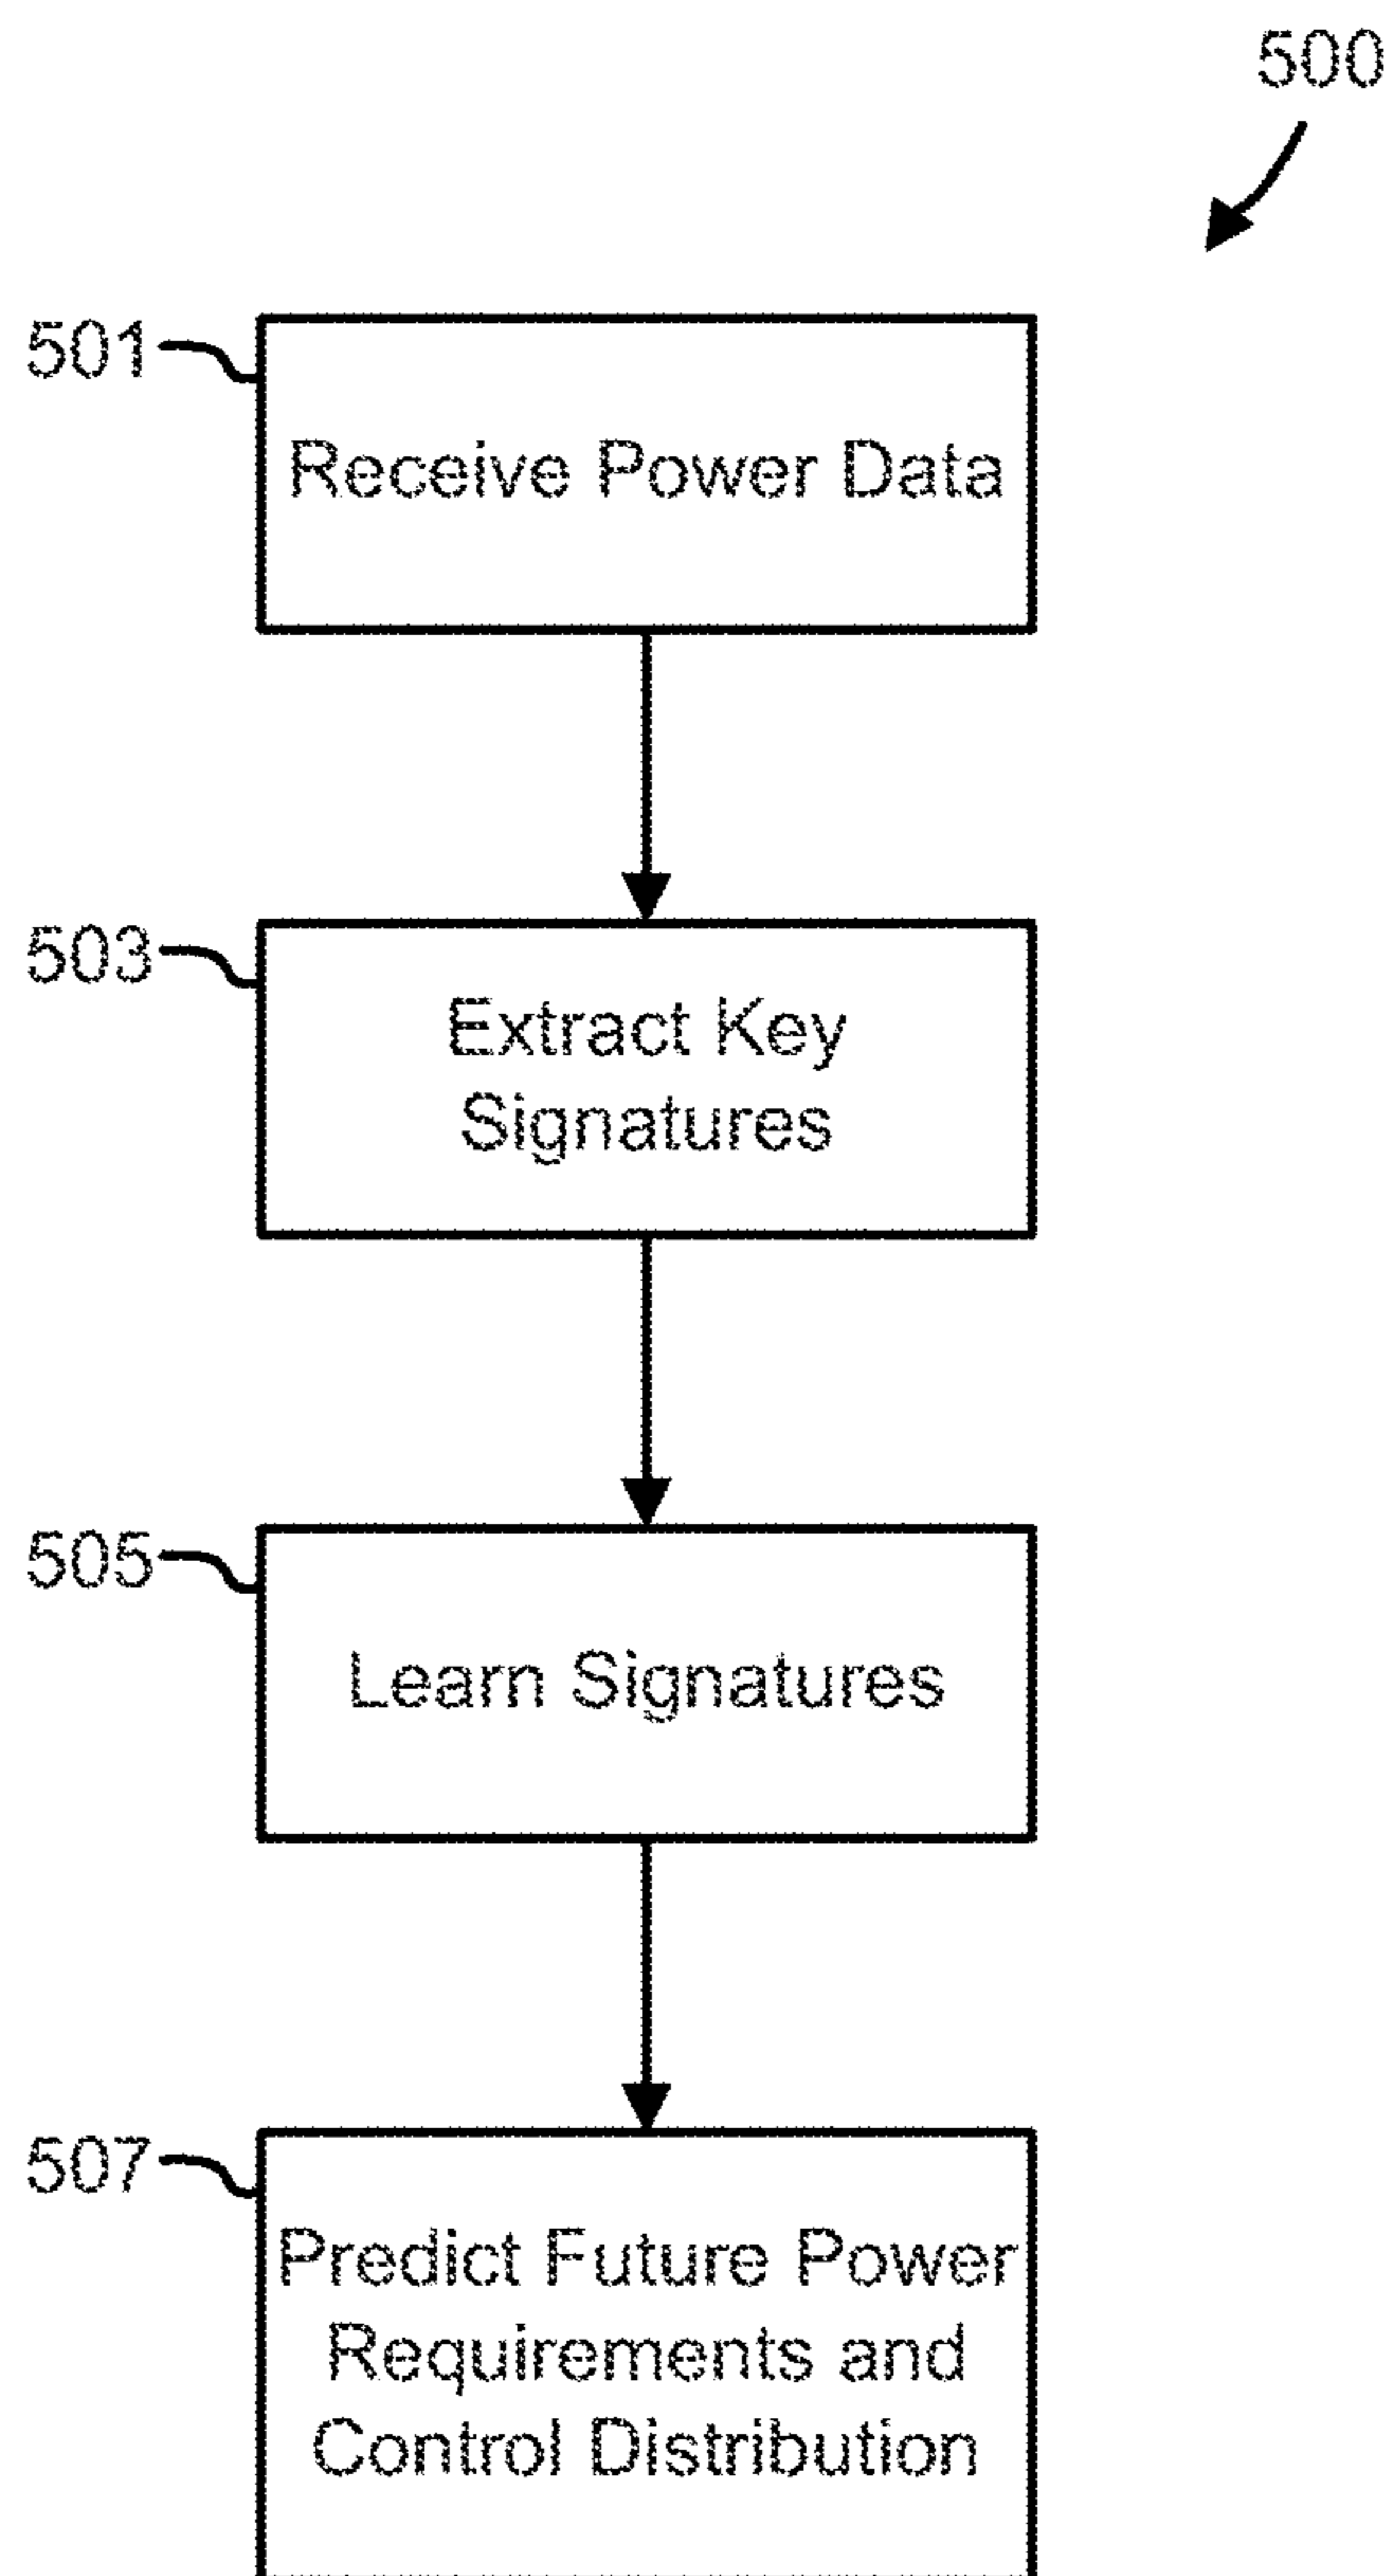 500
501
Receive Power Data
503
Extract Key
Signatures
505
Learn Signatures
507
Predict Future Power
Requirements and
Control Distribution